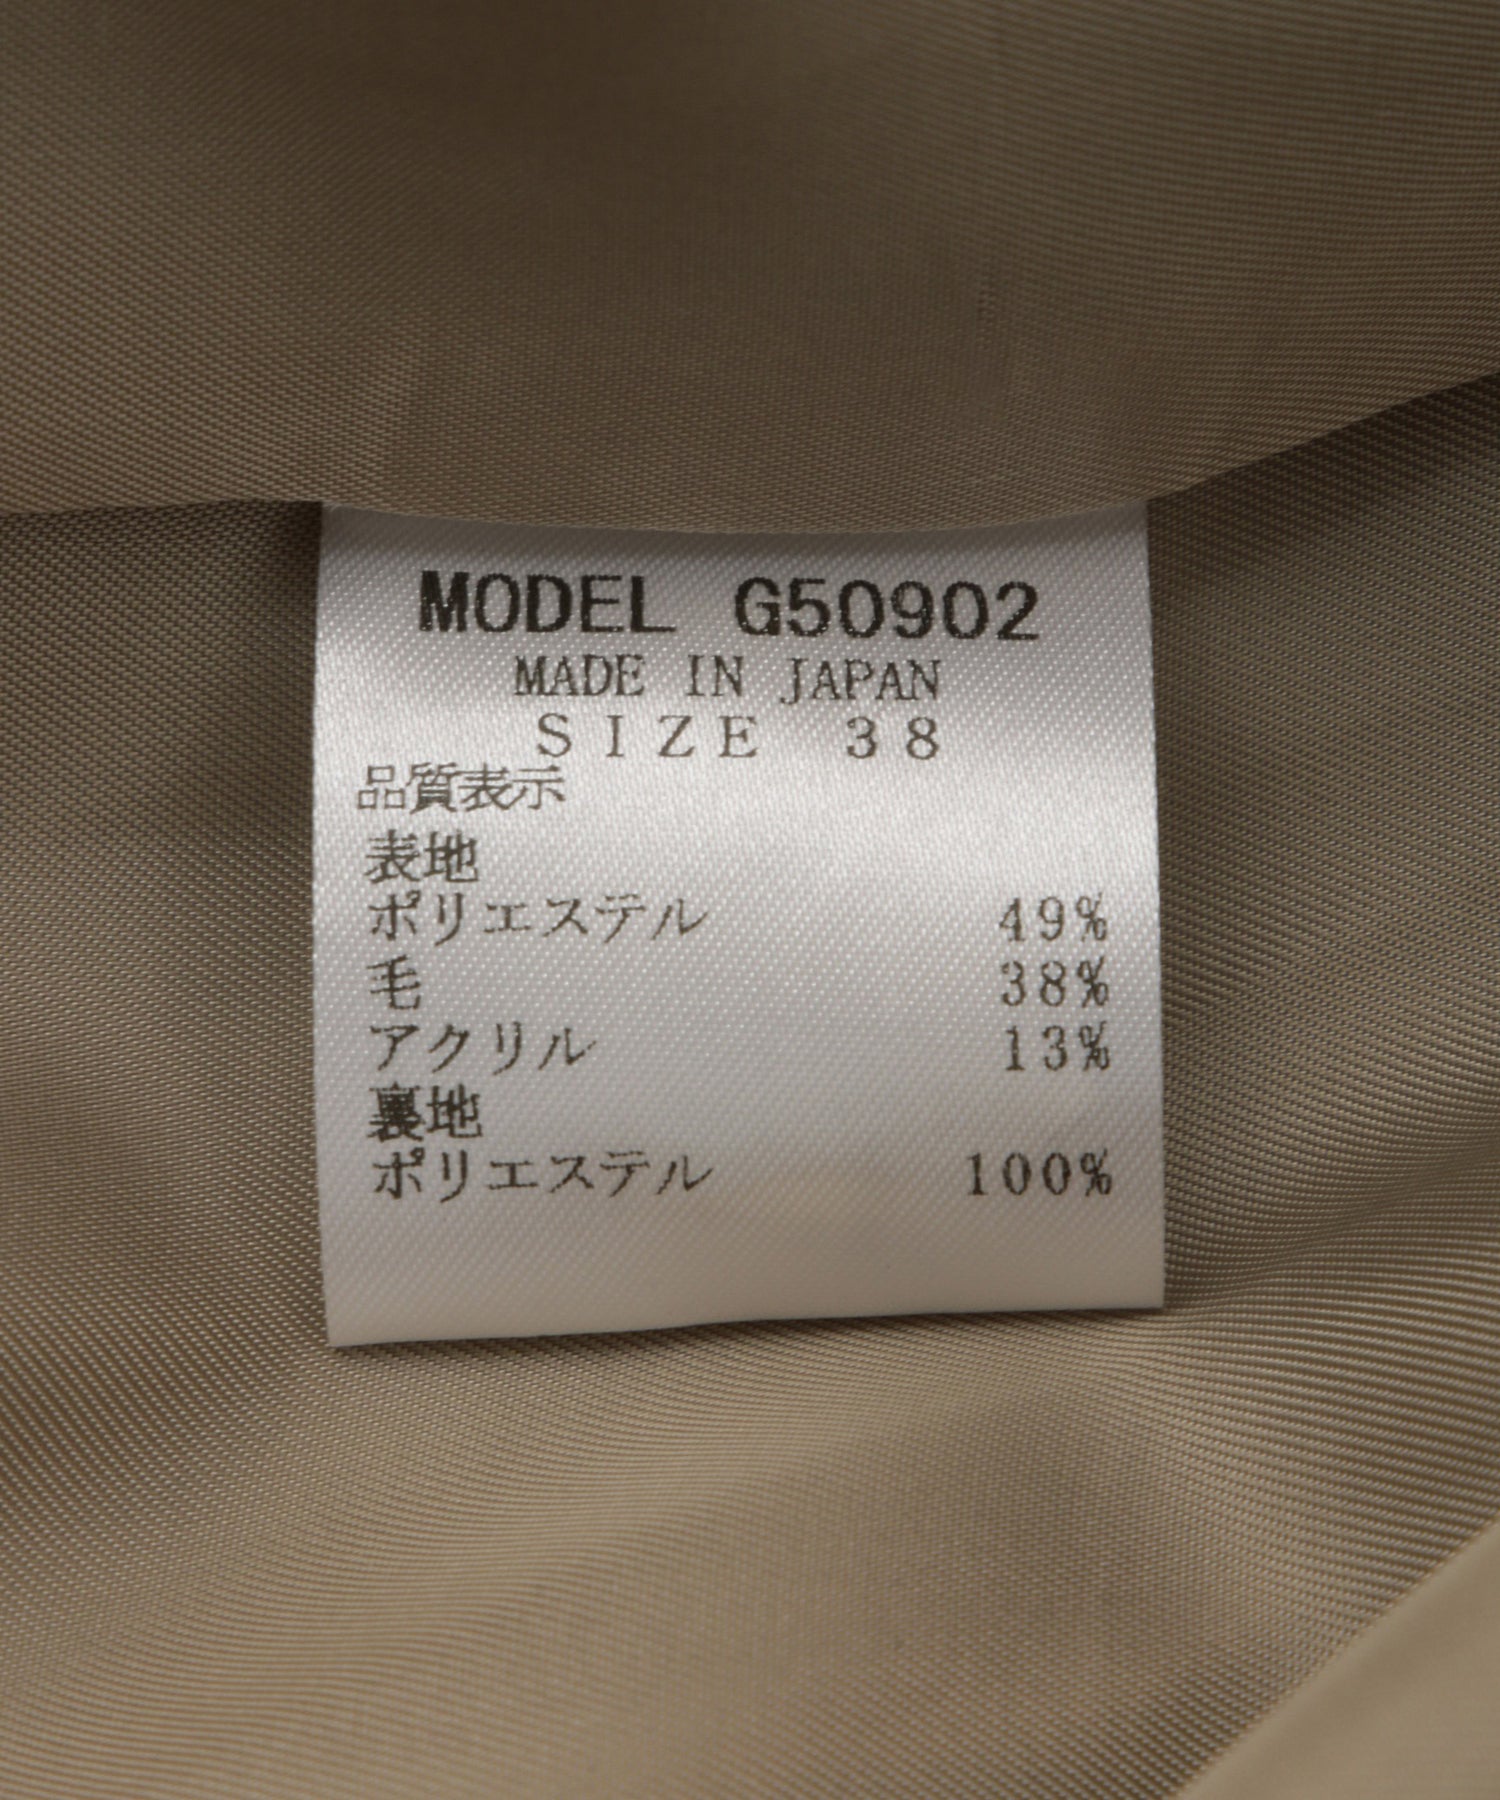 MODEL G50902
MADE IN JAPAN
SIZE 38
品質表示
表地
ポリエステル 49%
毛 38%
アクリル 13%
裏地
ポリエステル 100%